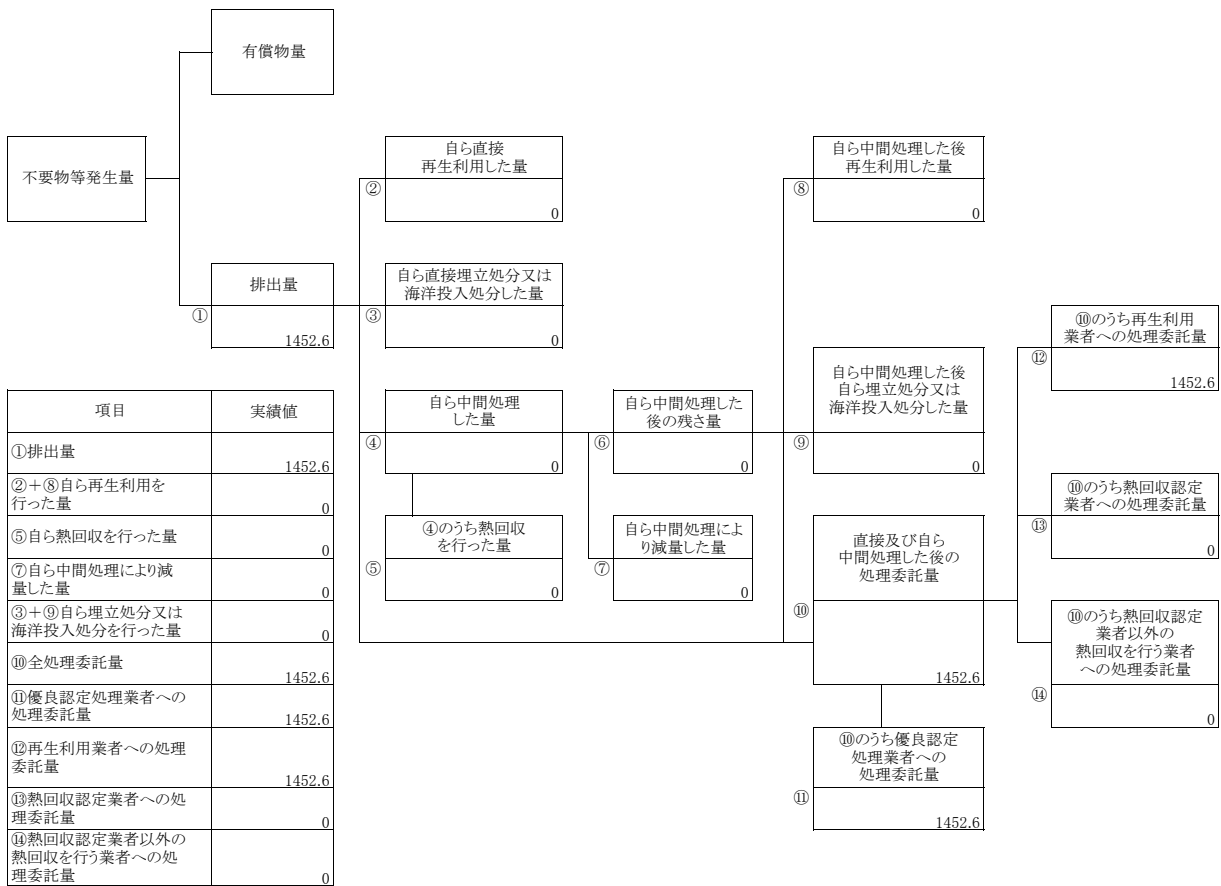 有償物量
不要物等発生量
排出量
①
1452.6
自ら直接
再生利用した量
②
0
自ら直接埋立処分又は
海洋投入処分した量
③
0
自ら中間処理
した量
④
0
④のうち熱回収
を行った量
⑤
0
自ら中間処理した
後の残さ量
⑥
0
自ら中間処理によ
り減量した量
⑦
0
自ら中間処理した後
再生利用した量
⑧
0
自ら中間処理した後
自ら埋立処分又は
海洋投入処分した量
⑨
0
直接及び自ら
中間処理した後の
処理委託量
⑩
1452.6
⑩のうち優良認定
処理業者への
処理委託量
⑪
1452.6
⑩のうち再生利用
業者への処理委託量
⑫
1452.6
⑩のうち熱回収認定
業者への処理委託量
⑬
0
⑩のうち熱回収認定
業者以外の
熱回収を行う業者
への処理委託量
⑭
0
項目 実績値
①排出量
1452.6
②＋⑧自ら再生利用を
行った量
0
⑤自ら熱回収を行った量
0
⑦自ら中間処理により減
量した量
0
③＋⑨自ら埋立処分又は
海洋投入処分を行った量
0
⑩全処理委託量
1452.6
⑪優良認定処理業者への
処理委託量
1452.6
⑫再生利用業者への処理
委託量
1452.6
⑬熱回収認定業者への処
理委託量
0
⑭熱回収認定業者以外の
熱回収を行う業者への処
理委託量
0